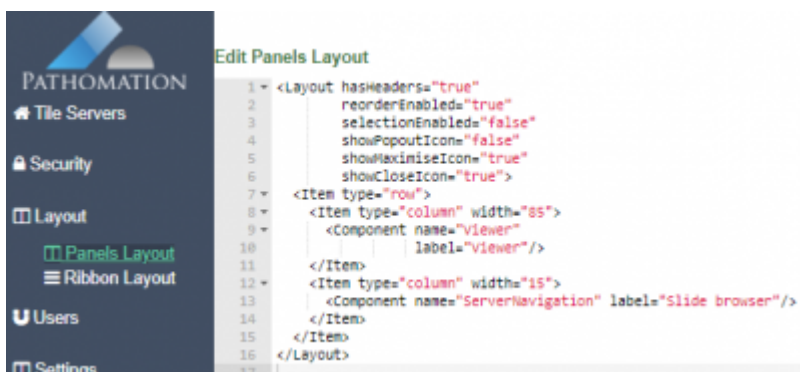 PATHOMATION
Tile Servers
Security
Layout
Panels Layout
Ribbon Layout
Users
Settings
Edit Panels Layout
1 <Layout hasHeaders="true"
2 reorderEnabled="true"
3 selectionEnabled="false"
4 showPopoutIcon="false"
5 showMaximiseIcon="true"
6 showCloseIcon="true">
7 <Item type="row">
8 <Item type="column" width="85">
9 <Component name="Viewer"
10 label="Viewer"/>
11 </Item>
12 <Item type="column" width="15">
13 <Component name="ServerNavigation" label="Slide browser"/>
14 </Item>
15 </Item>
16 </Layout>
17